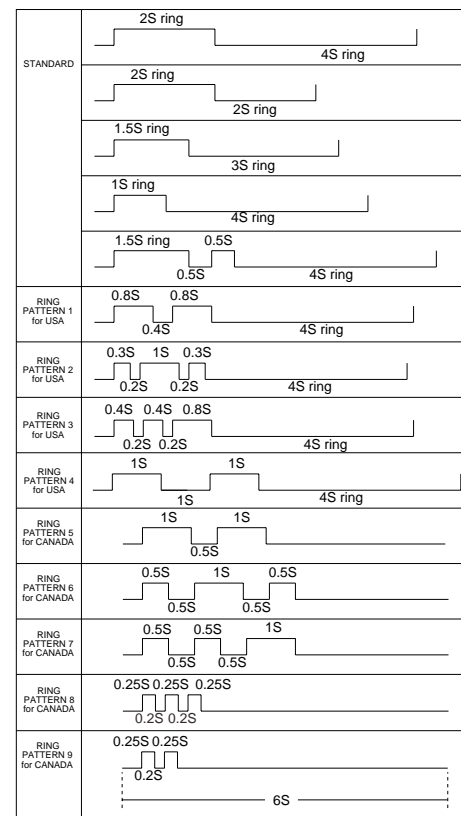 2S ring
STANDARD
4S ring
2S ring
2S ring
1.5S ring
3S ring
1S ring
4S ring
1.5S ring 0.5S
0.5S 4S ring
RING
PATTERN 1
for USA
0.8S 0.8S
0.4S 4S ring
RING
PATTERN 2
for USA
0.3S 1S 0.3S
0.2S 0.2S 4S ring
RING
PATTERN 3
for USA
0.4S 0.4S 0.8S
0.2S 0.2S 4S ring
RING
PATTERN 4
for USA
1S 1S
1S 4S ring
RING
PATTERN 5
for CANADA
1S 1S
0.5S
RING
PATTERN 6
for CANADA
0.5S 1S 0.5S
0.5S 0.5S
RING
PATTERN 7
for CANADA
0.5S 0.5S 1S
0.5S 0.5S
RING
PATTERN 8
for CANADA
0.25S 0.25S 0.25S
0.2S 0.2S
RING
PATTERN 9
for CANADA
0.25S 0.25S
0.2S
6S